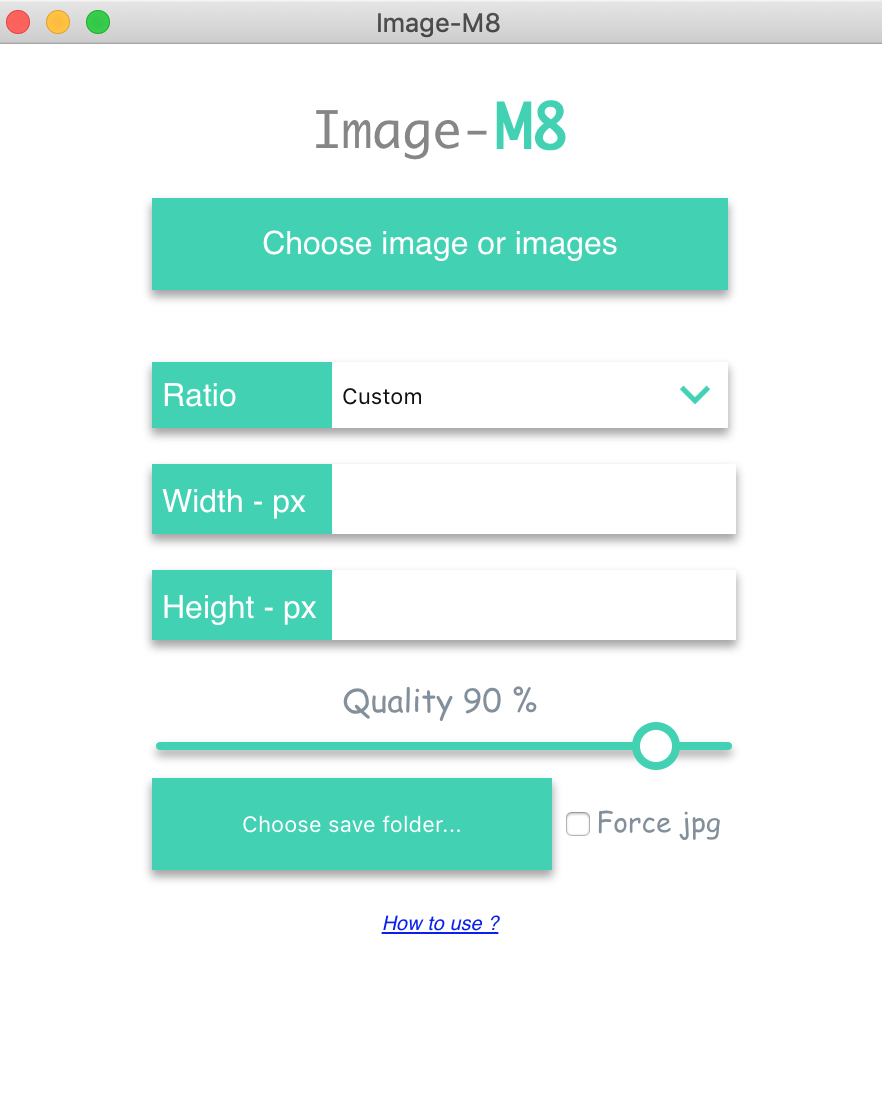 Image-M8
Image-M8
Choose image or images
Ratio Custom
Width - px
Height - px
Quality 90 %
Choose save folder...
Force jpg
How to use ?